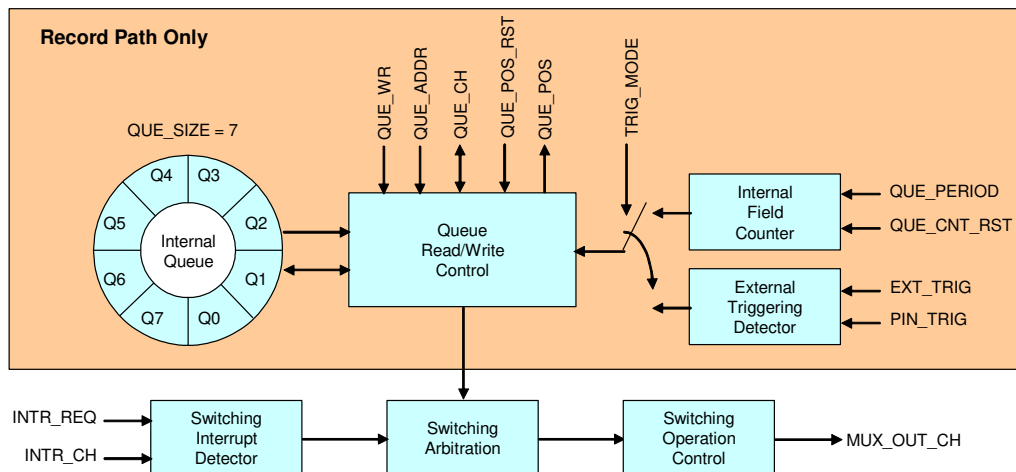 Record Path Only
QUE_WR
QUE_ADDR
QUE_CH
QUE_POS_RST
QUE_POS
TRIG_MODE
QUE_SIZE = 7
Q4
Q3
Q5
Q2
Q6
Q1
Q7
Q0
Internal
Queue
Queue
Read/Write
Control
Internal
Field
Counter
QUE_PERIOD
QUE_CNT_RST
External
Triggering
Detector
EXT_TRIG
PIN_TRIG
INTR_REQ
INTR_CH
Switching
Interrupt
Detector
Switching
Arbitration
Switching
Operation
Control
MUX_OUT_CH